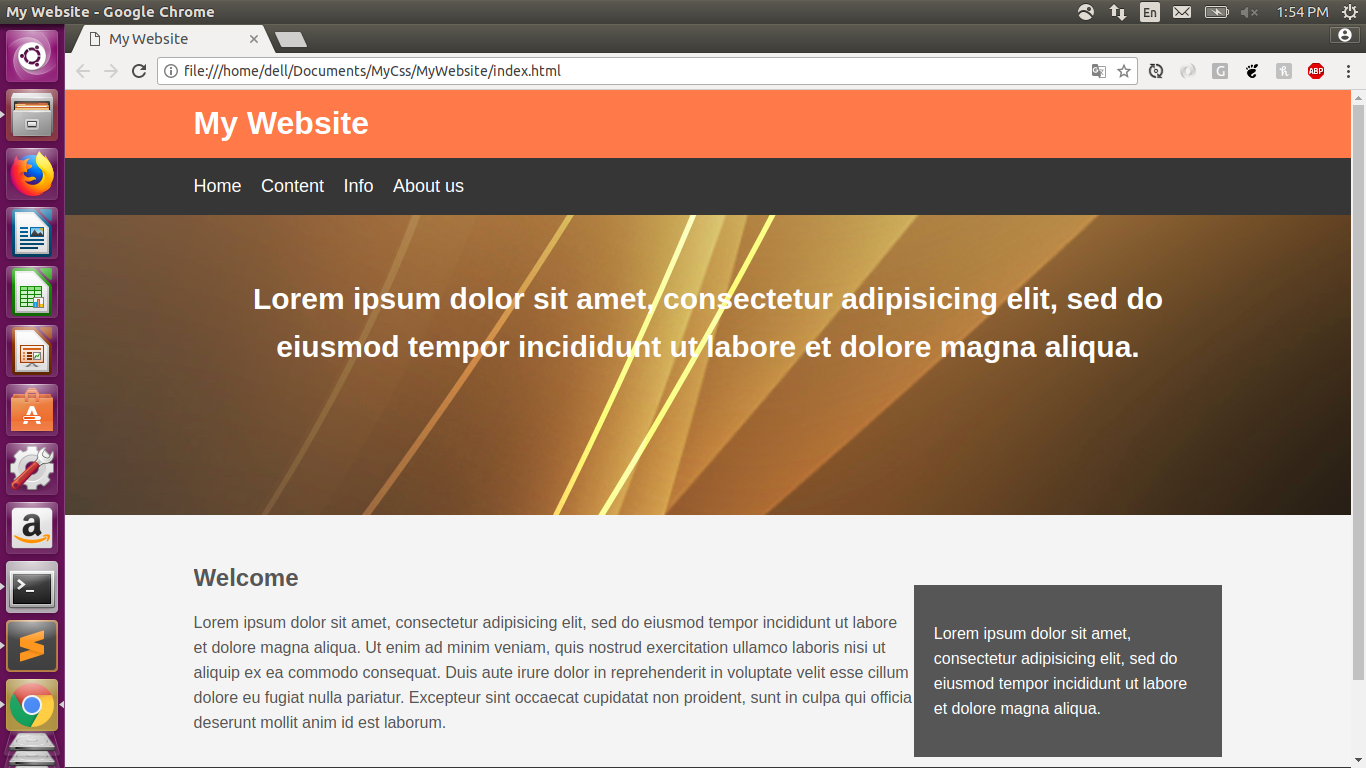 My Website - Google Chrome
En
1:54 PM
My Website
file:///home/dell/Documents/MyCss/MyWebsite/index.html
G
ABP
My Website
Home Content Info About us
Lorem ipsum dolor sit amet, consectetur adipisicing elit, sed do
eiusmod tempor incididunt ut labore et dolore magna aliqua.
Welcome
Lorem ipsum dolor sit amet, consectetur adipisicing elit, sed do eiusmod tempor incididunt ut labore
et dolore magna aliqua. Ut enim ad minim veniam, quis nostrud exercitation ullamco laboris nisi ut
aliquip ex ea commodo consequat. Duis aute irure dolor in reprehenderit in voluptate velit esse cillum
dolore eu fugiat nulla pariatur. Excepteur sint occaecat cupidatat non proident, sunt in culpa qui officia
deserunt mollit anim id est laborum.
Lorem ipsum dolor sit amet,
consectetur adipisicing elit, sed do
eiusmod tempor incididunt ut labore
et dolore magna aliqua.